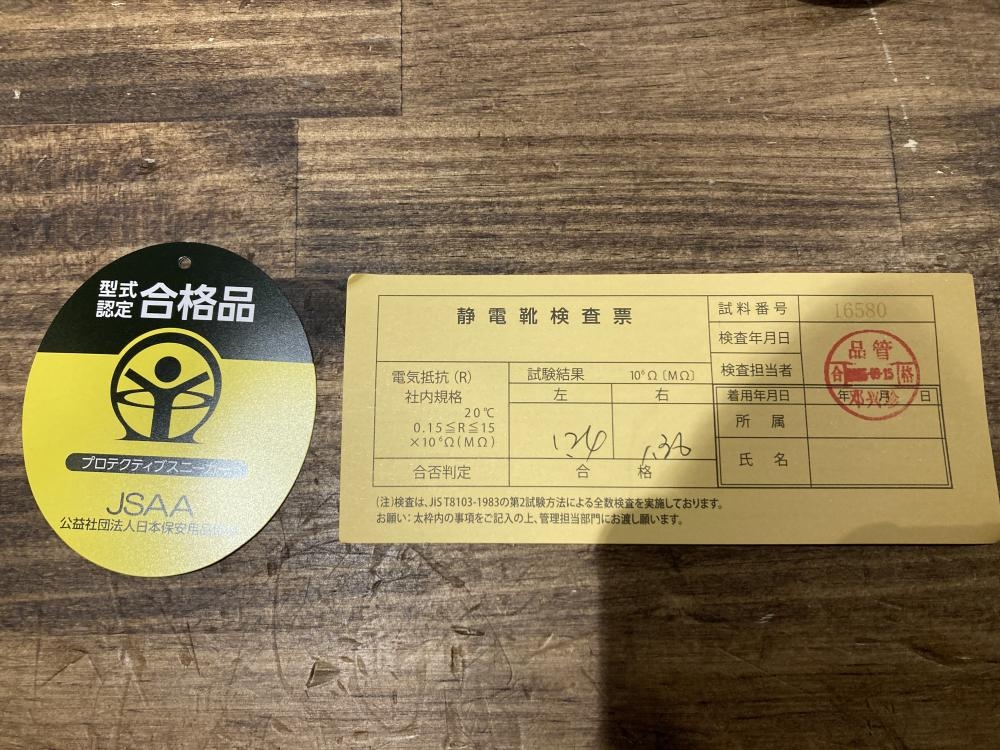 型式
認定 合格品
プロテクティブスニーカー
JSAA
公益社団法人日本保安用品協会
静電靴検査票
試料番号 16580
検査年月日
検査担当者
品管
合 格
電気抵抗(R)
社内規格
20℃
0.15≦R≦15
×10⁶Ω(MΩ)
試験結果 10⁶Ω〔MΩ〕
左 右
1.24 1.36
合否判定 合格
着用年月日 年 月 日
所属
氏名
(注)検査は、JIS T8103-1983の第2試験方法による全数検査を実施しております。
お願い:太枠内の事項をご記入の上、管理担当部門にお渡し願います。